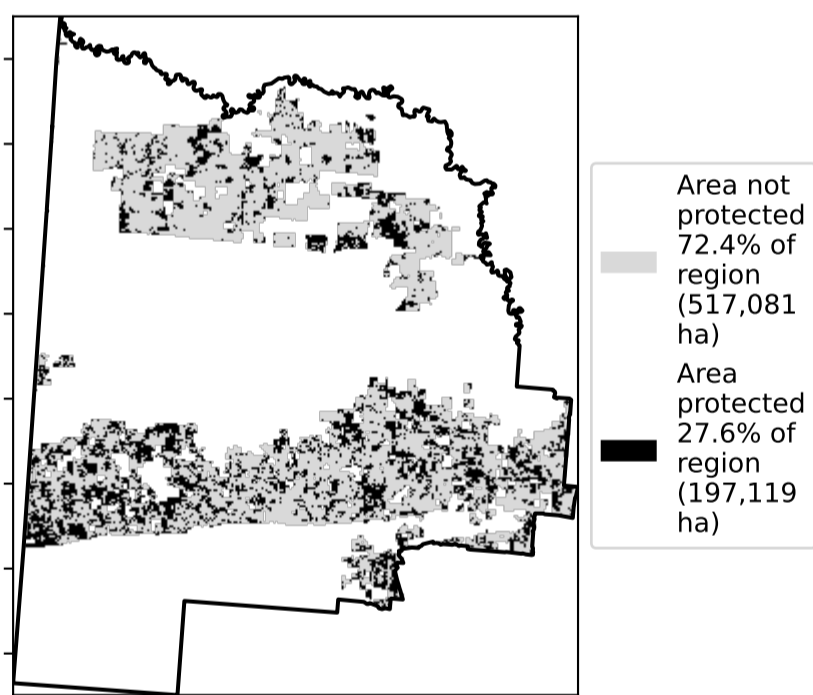 Area not
protected
72.4% of
region
(517,081
ha)
Area
protected
27.6% of
region
(197,119
ha)